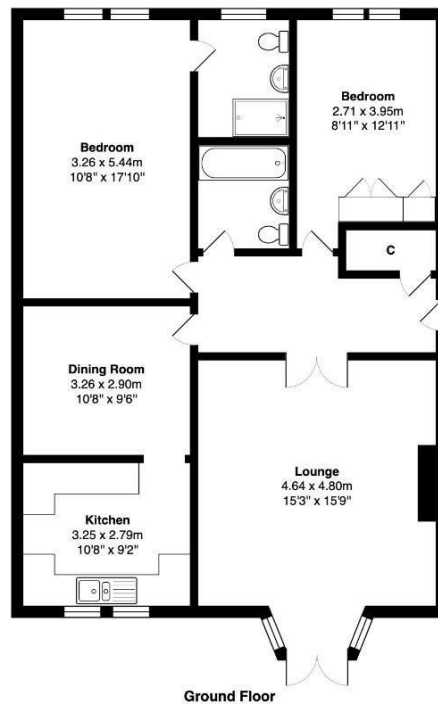 Bedroom
3.26 x 5.44m
10'8" x 17'10"
Bedroom
2.71 x 3.95m
8'11" x 12'11"
C
Dining Room
3.26 x 2.90m
10'8" x 9'6"
Lounge
4.64 x 4.80m
15'3" x 15'9"
Kitchen
3.25 x 2.79m
10'8" x 9'2"
Ground Floor